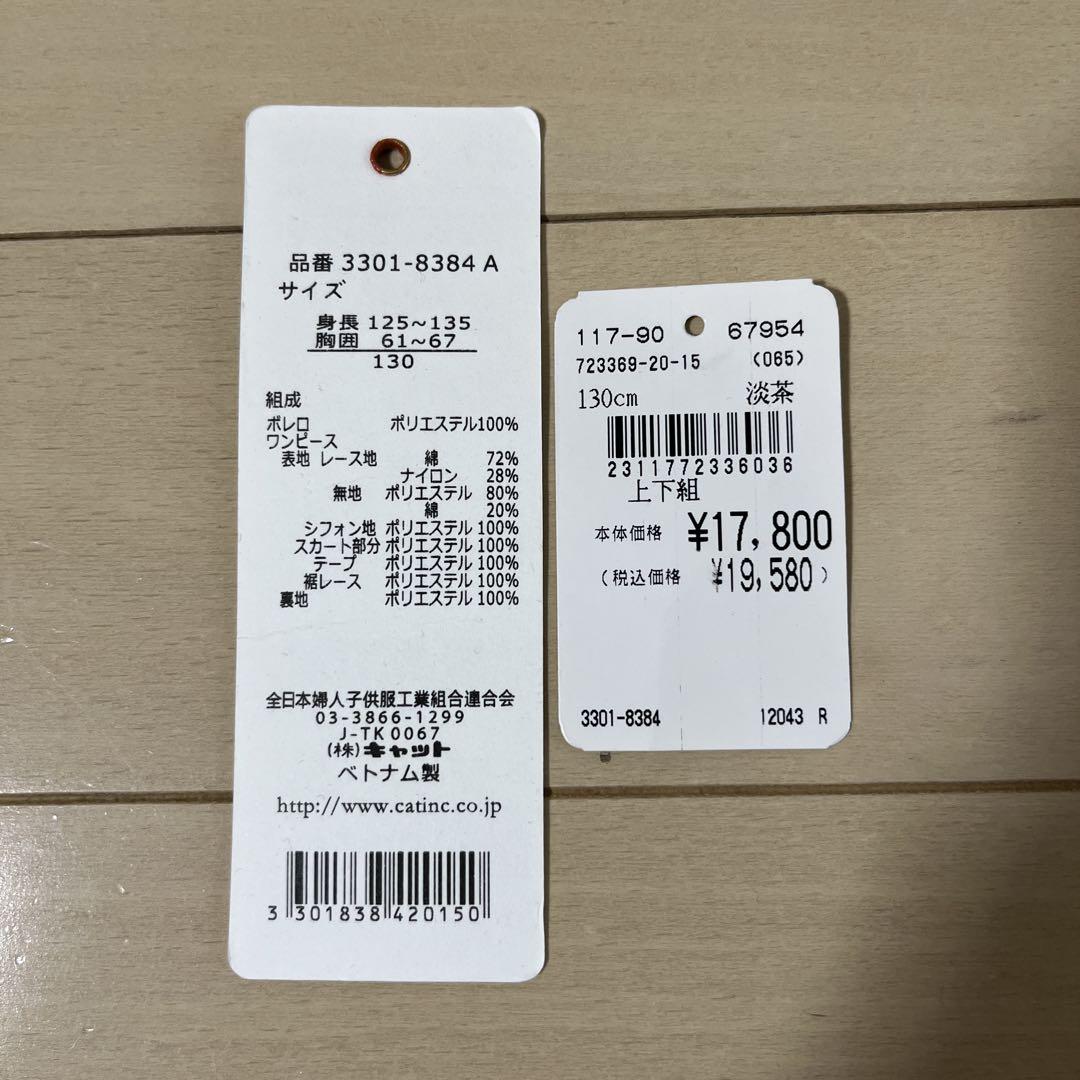 品番 3301-8384 A
サイズ
身長 125~135
胸囲 61~67
130
組成
ボレロ ポリエステル100%
ワンピース
表地 レース地 綿 72%
ナイロン 28%
無地 ポリエステル 80%
綿 20%
シフォン地 ポリエステル 100%
スカート部分 ポリエステル 100%
テープ ポリエステル 100%
裾レース ポリエステル 100%
裏地 ポリエステル 100%
全日本婦人子供服工業組合連合会
03-3866-1299
J-TK0067
(株)キャット
ベトナム製
http://www.catinc.co.jp
3 301838 420150
117-90 67954
723369-20-15 (065)
130cm 淡茶
2311772336036
上下組
本体価格 ¥17,800
(税込価格 ¥19,580)
3301-8384 12043 R